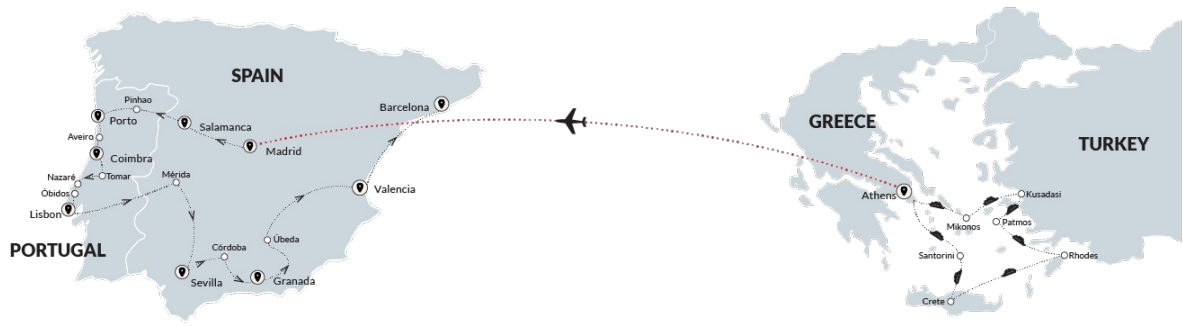 SPAIN
Barcelona
Pinhao
Porto
Salamanca
Aveiro
Madrid
Coimbra
Nazaré
Tomar
Mérida
Óbidos
Valencia
Lisbon
PORTUGAL
Úbeda
Córdoba
Sevilla
Granada
GREECE
TURKEY
Athens
Kusadasi
Mikonos
Patmos
Santorini
Rhodes
Crete